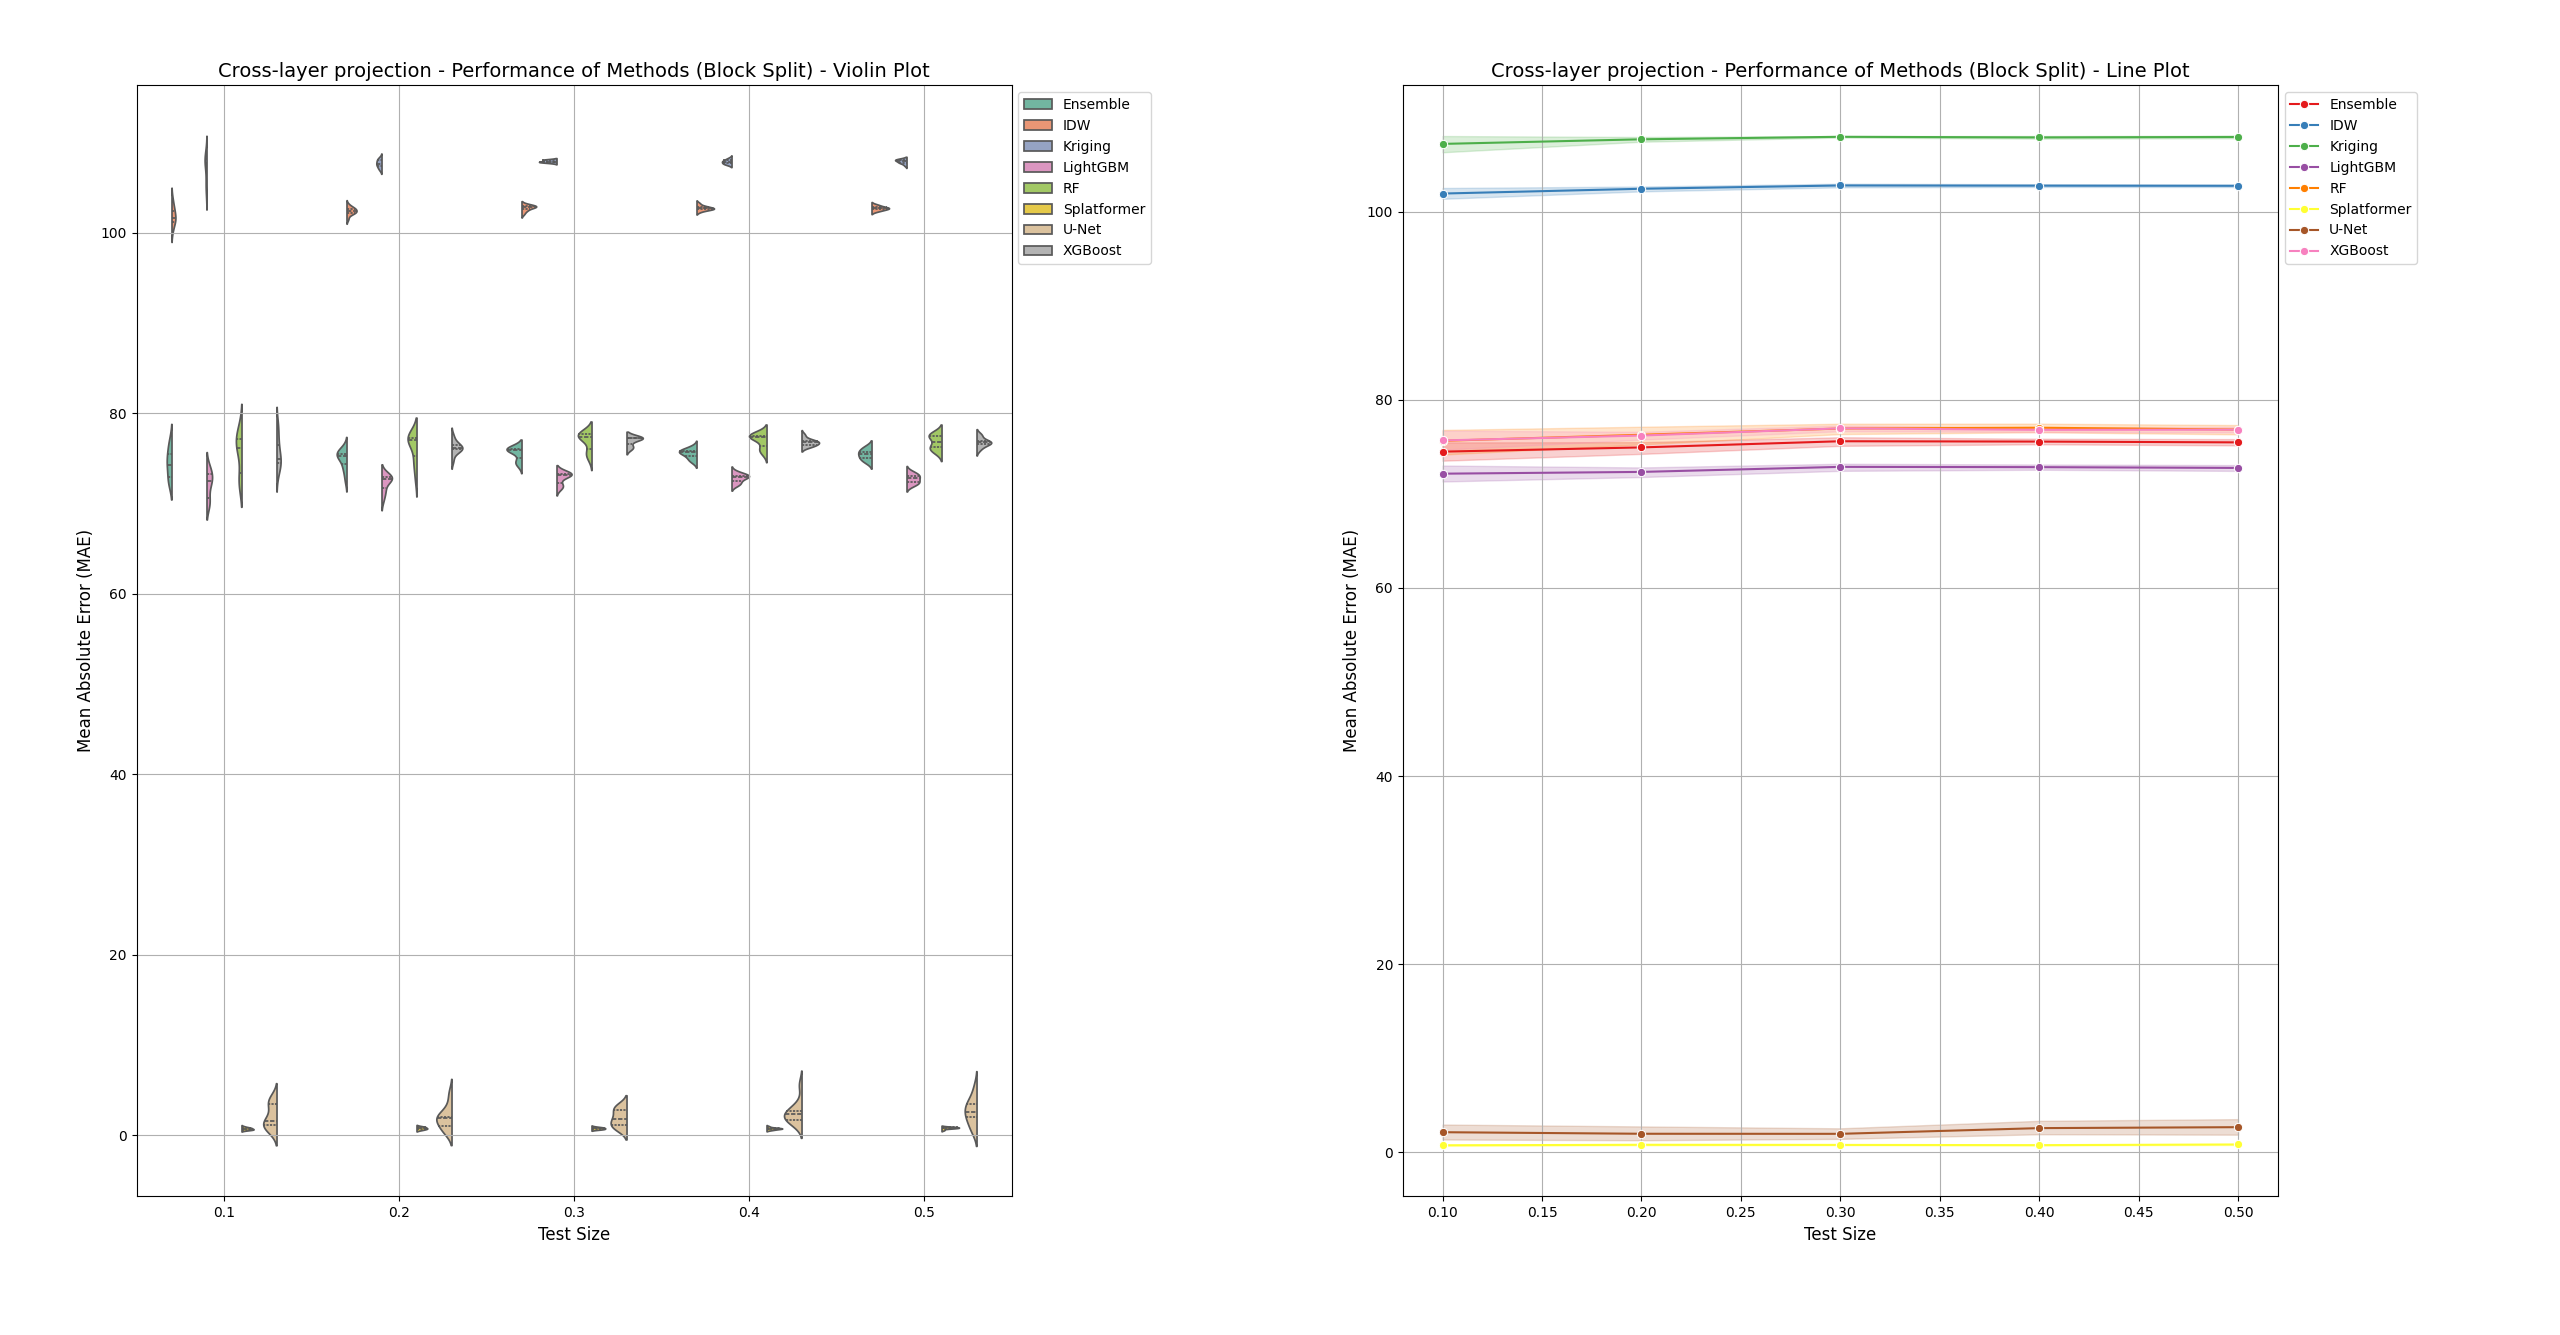 Cross-layer projection - Performance of Methods (Block Split) - Violin Plot
Mean Absolute Error (MAE)
100
80
60
40
20
0
0.1 0.2 0.3 0.4 0.5
Test Size
Ensemble
IDW
Kriging
LightGBM
RF
Splatformer
U-Net
XGBoost
Cross-layer projection - Performance of Methods (Block Split) - Line Plot
Mean Absolute Error (MAE)
100
80
60
40
20
0
0.10 0.15 0.20 0.25 0.30 0.35 0.40 0.45 0.50
Test Size
Ensemble
IDW
Kriging
LightGBM
RF
Splatformer
U-Net
XGBoost